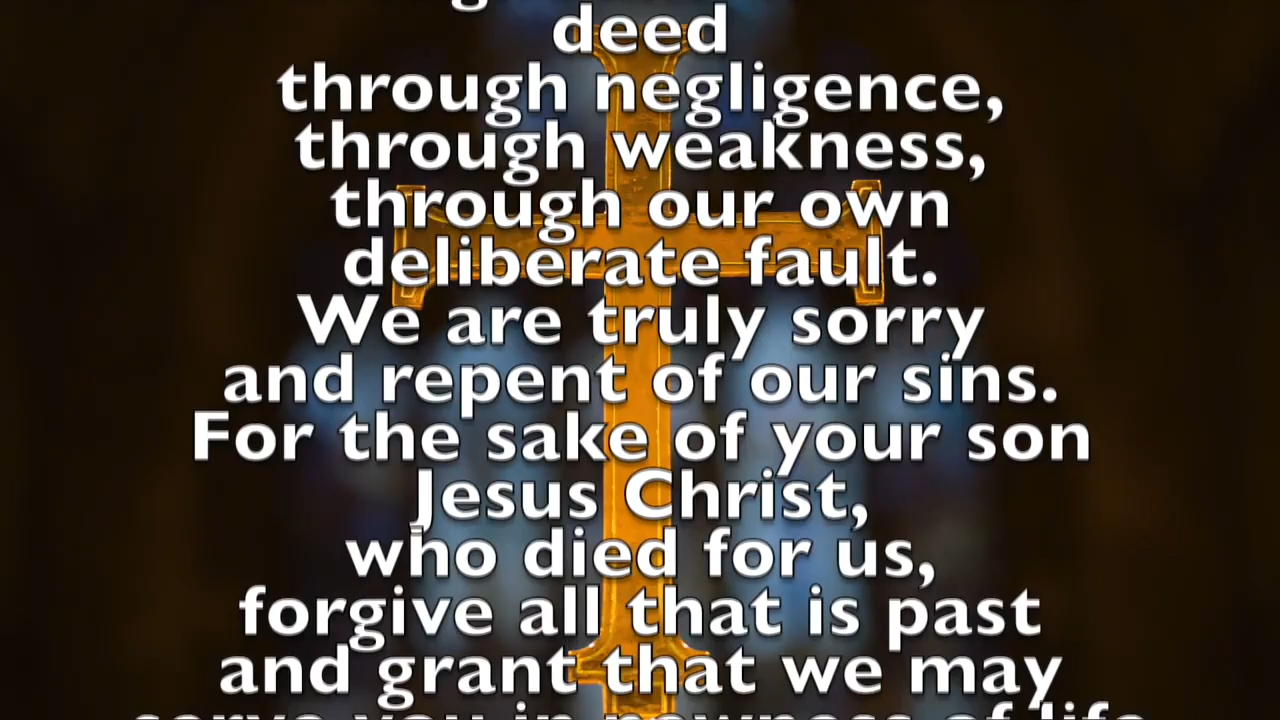 deed
through negligence,
through weakness,
through our own
deliberate fault.
We are truly sorry
and repent of our sins.
For the sake of your son
Jesus Christ,
who died for us,
forgive all that is past
and grant that we may
serve you in newness of life